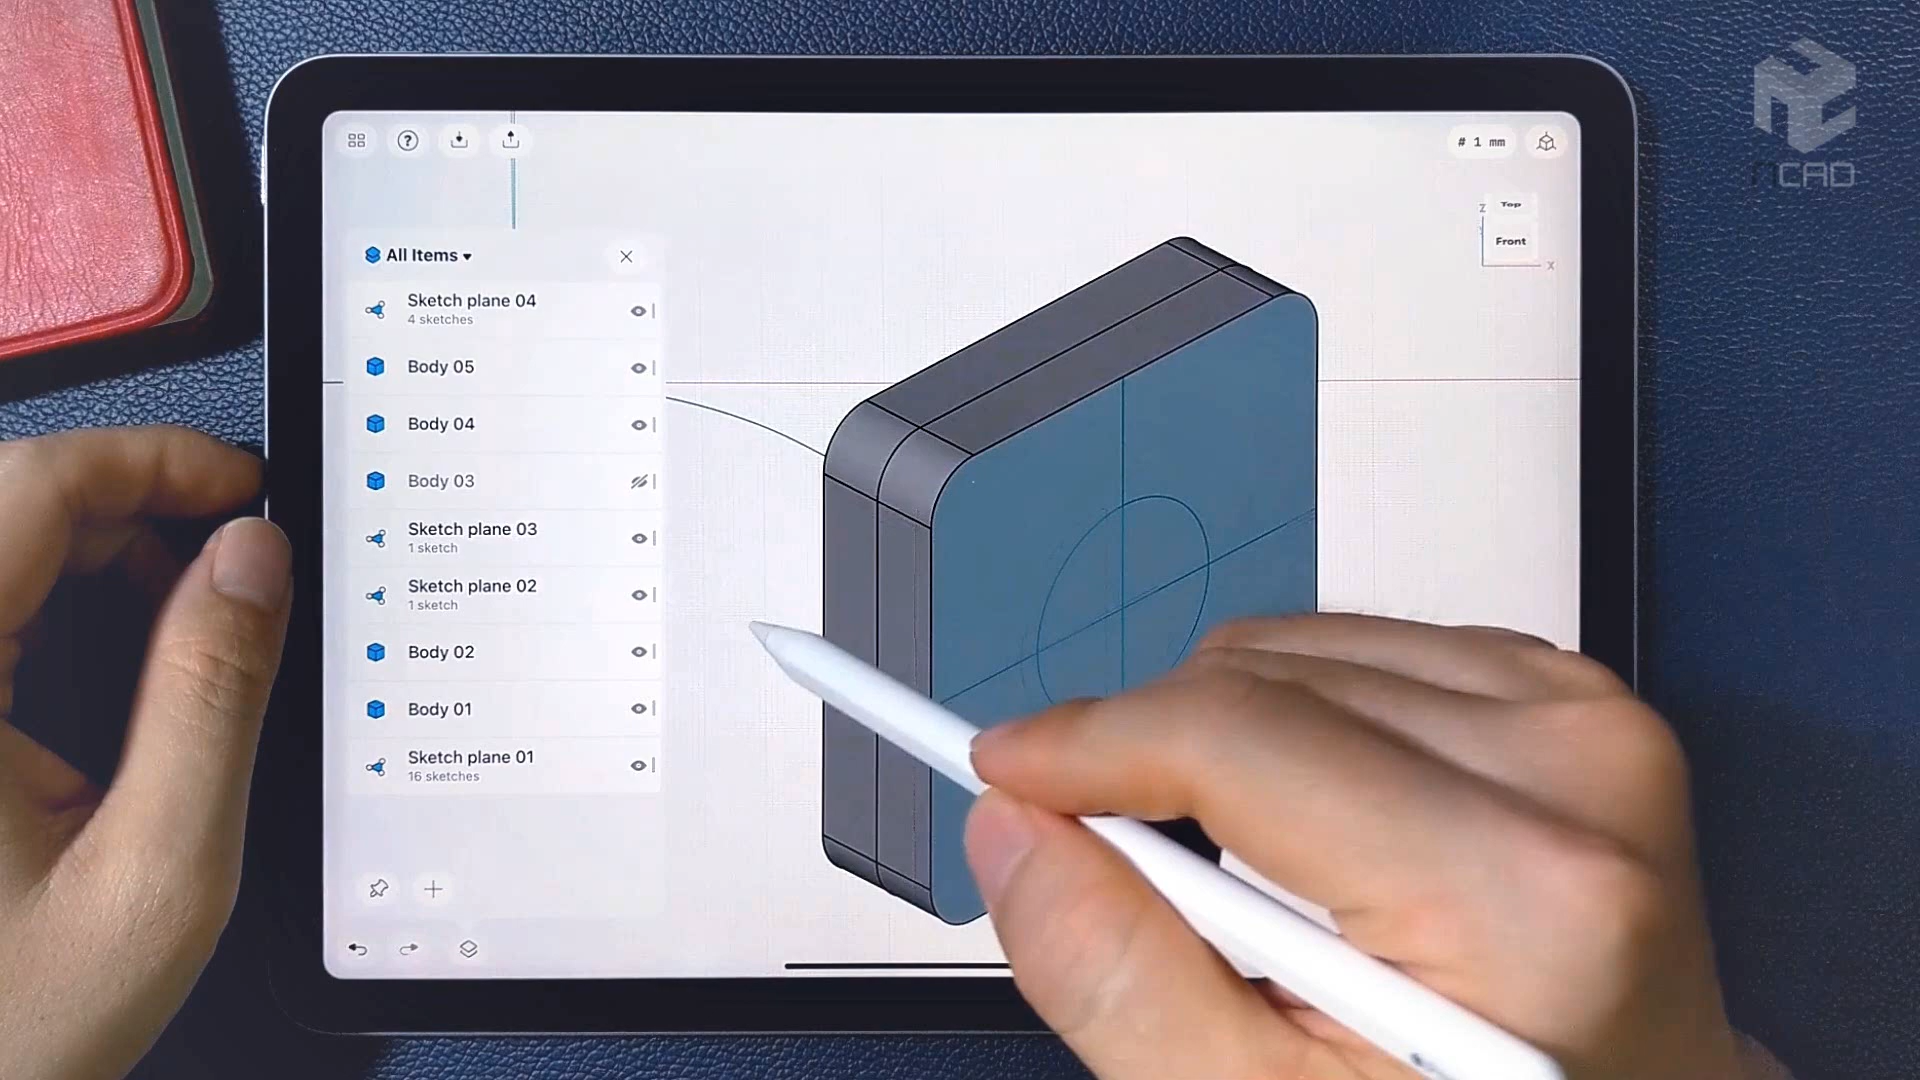 # 1 mm
CAD
Top
Z
Front
X
All Items
Sketch plane 04
4 sketches
Body 05
Body 04
Body 03
Sketch plane 03
1 sketch
Sketch plane 02
1 sketch
Body 02
Body 01
Sketch plane 01
16 sketches